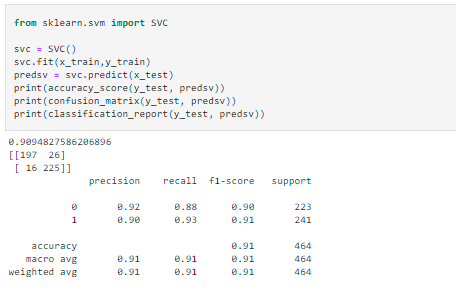 from sklearn.svm import SVC
svc = SVC()
svc.fit(x_train,y_train)
predsv = svc.predict(x_test)
print(accuracy_score(y_test, predsv))
print(confusion_matrix(y_test, predsv))
print(classification_report(y_test, predsv))
0.9094827586206896
[[197  26]
 [ 16 225]]
precision    recall  f1-score   support
0       0.92      0.88      0.90       223
1       0.90      0.93      0.91       241
accuracy                           0.91       464
macro avg       0.91      0.91      0.91       464
weighted avg       0.91      0.91      0.91       464